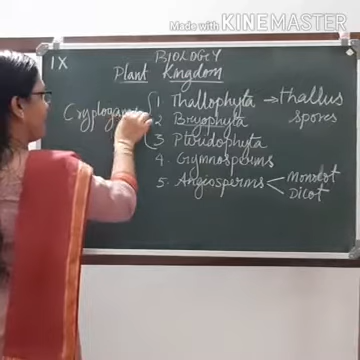 Made with KINEMASTER
IX
BIOLOGY
Plant Kingdom
Cryptogams
1 Thallophyta → Thallus
spores
2 Bryophyta
3 Pteridophyta
4. Gymnosperms
5. Angiosperms
Monocot
Dicot